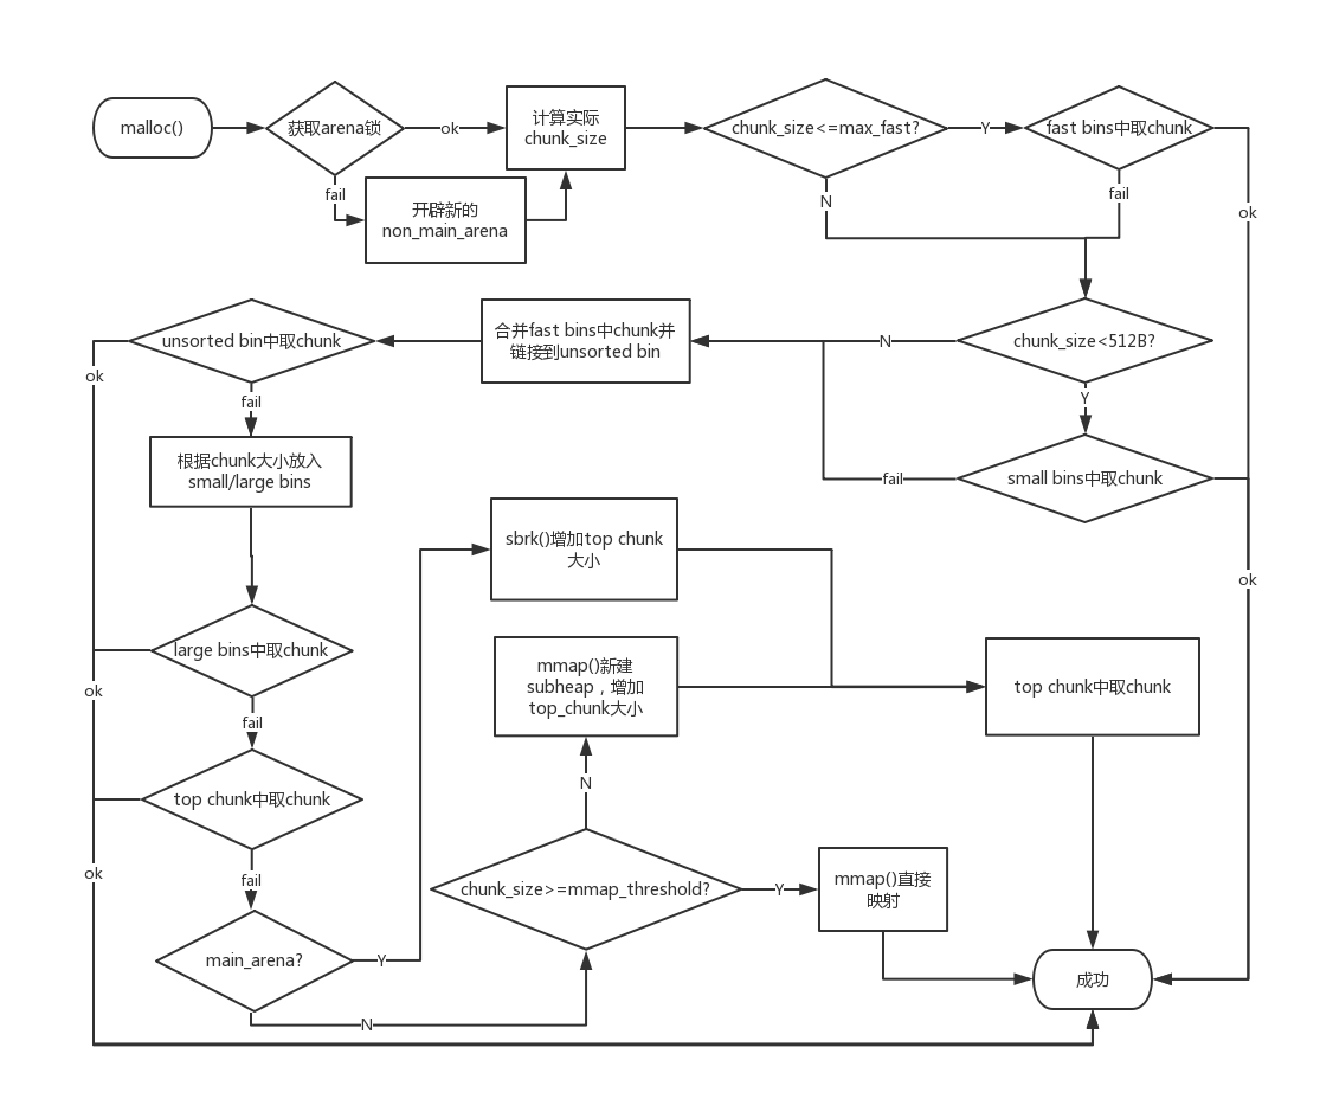 malloc()
获取arena锁
ok
计算实际
chunk_size
chunk_size<=max_fast?
Y
fast bins中取chunk
fail
开辟新的
non_main_arena
N
fail
ok
unsorted bin中取chunk
合并fast bins中chunk并
链接到unsorted bin
N
chunk_size<512B?
ok
fail
Y
根据chunk大小放入
small/large bins
fail
small bins中取chunk
sbrk()增加top chunk
大小
ok
large bins中取chunk
mmap()新建
subheap，增加
top_chunk大小
top chunk中取chunk
ok
fail
N
top chunk中取chunk
ok
fail
chunk_size>=mmap_threshold?
Y
mmap()直接
映射
main_arena?
Y
成功
N